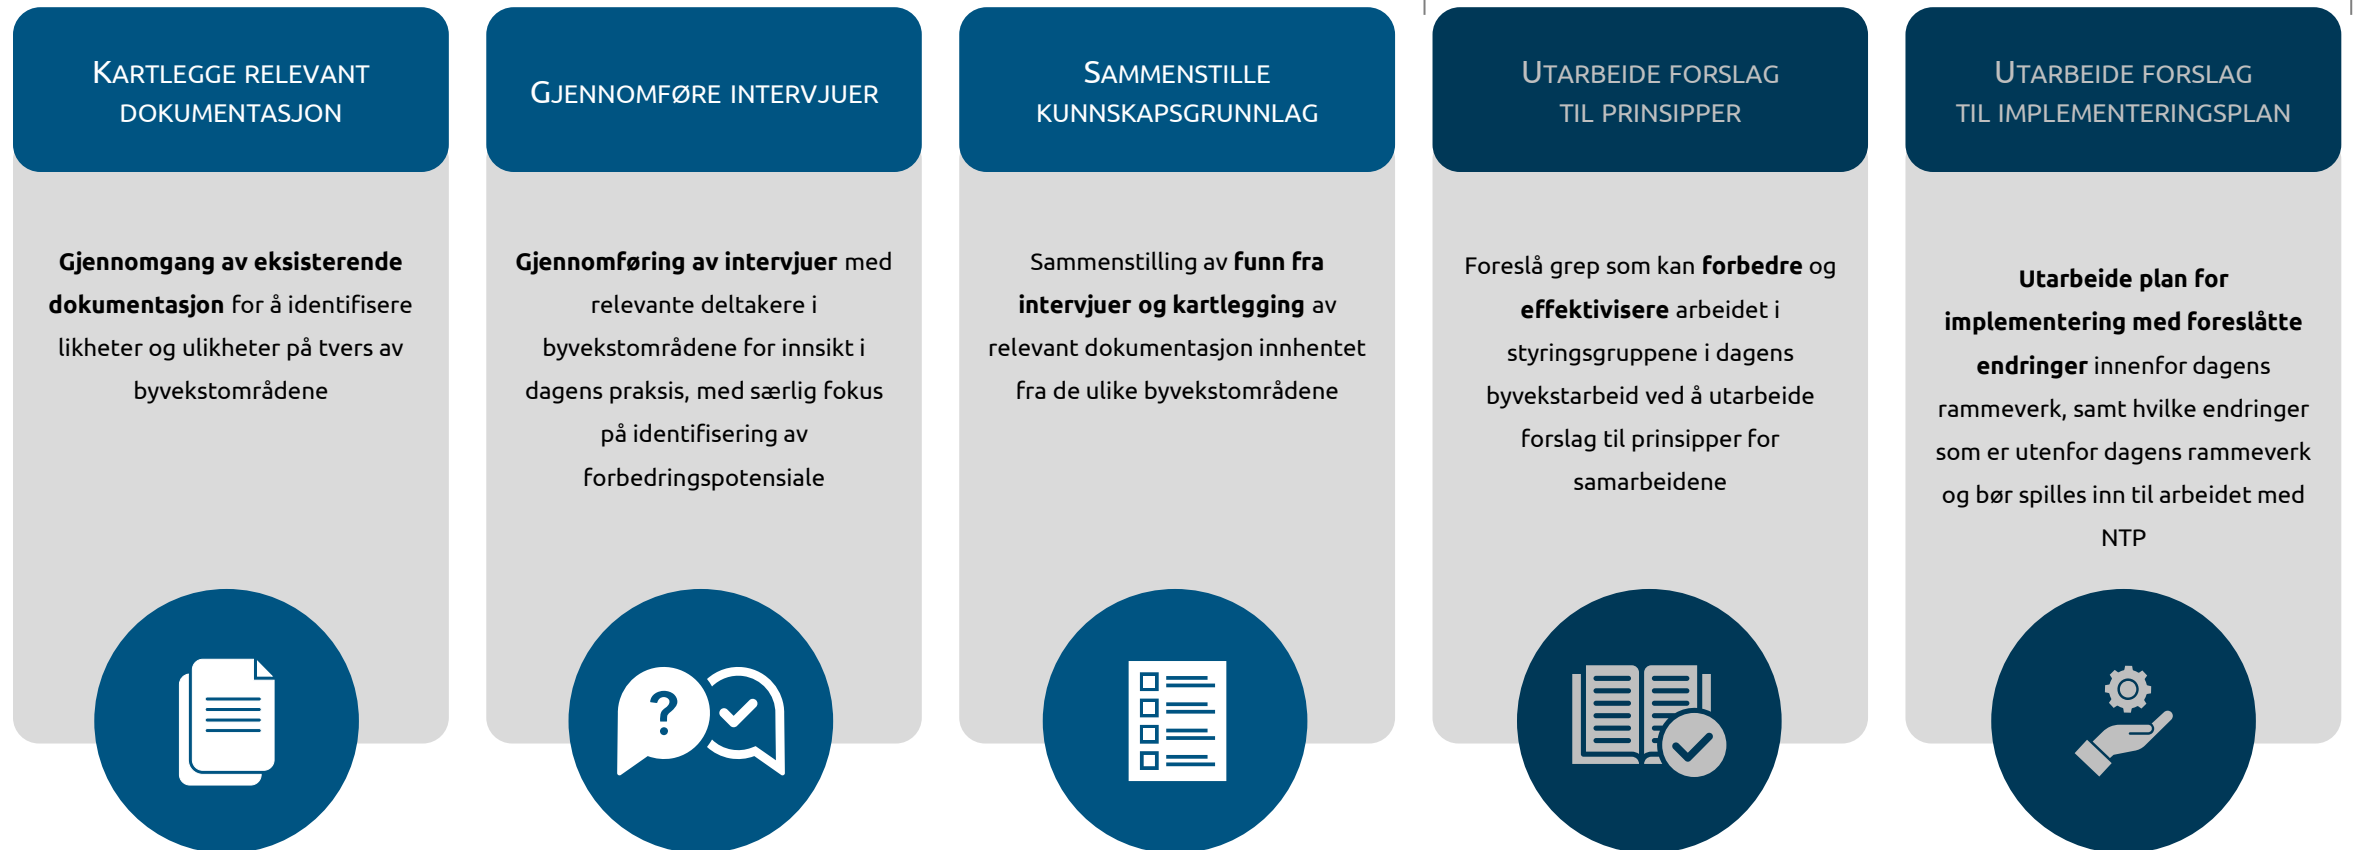 KARTLEGGE RELEVANT
DOKUMENTASJON
Gjennomgang av eksisterende
dokumentasjon for å identifisere
likheter og ulikheter på tvers av
byvekstområdene
GJENNOMFØRE INTERVJUER
Gjennomføring av intervjuer med
relevante deltakere i
byvekstområdene for innsikt i
dagens praksis, med særlig fokus
på identifisering av
forbedringspotensiale
?
SAMMENSTILLE
KUNNSKAPSGRUNNLAG
Sammenstilling av funn fra
intervjuer og kartlegging av
relevant dokumentasjon innhentet
fra de ulike byvekstområdene
UTARBEIDE FORSLAG
TIL PRINSIPPER
Foreslå grep som kan forbedre og
effektivisere arbeidet i
styringsgruppene i dagens
byvekstarbeid ved å utarbeide
forslag til prinsipper for
samarbeidene
UTARBEIDE FORSLAG
TIL IMPLEMENTERINGSPLAN
Utarbeide plan for
implementering med foreslåtte
endringer innenfor dagens
rammeverk, samt hvilke endringer
som er utenfor dagens rammeverk
og bør spilles inn til arbeidet med
NTP